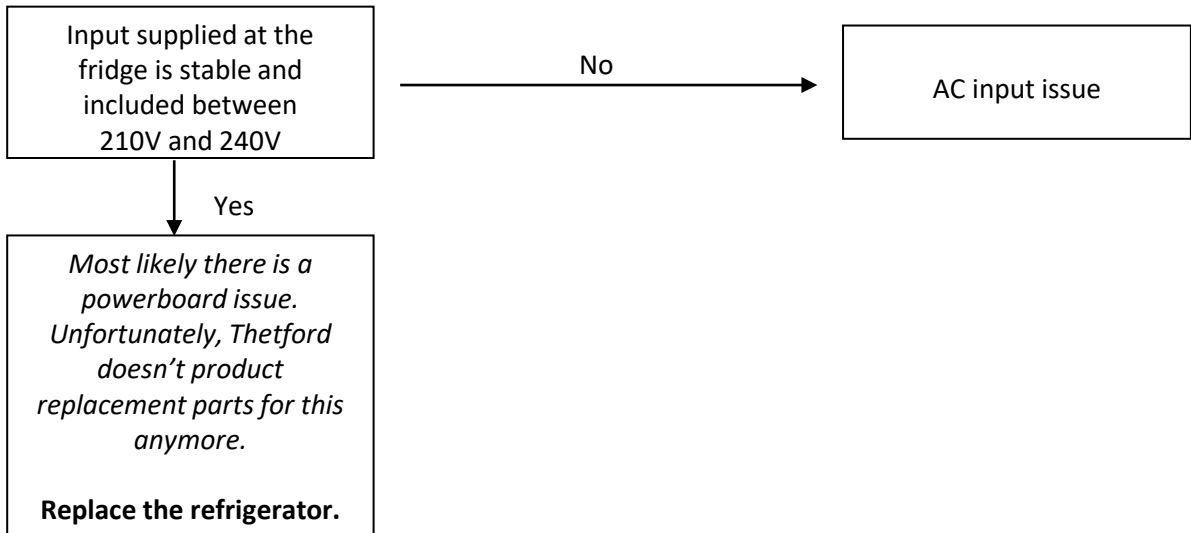 Input supplied at the
fridge is stable and
included between
210V and 240V
No
AC input issue
Yes
Most likely there is a
powerboard issue.
Unfortunately, Thetford
doesn’t product
replacement parts for this
anymore.
Replace the refrigerator.